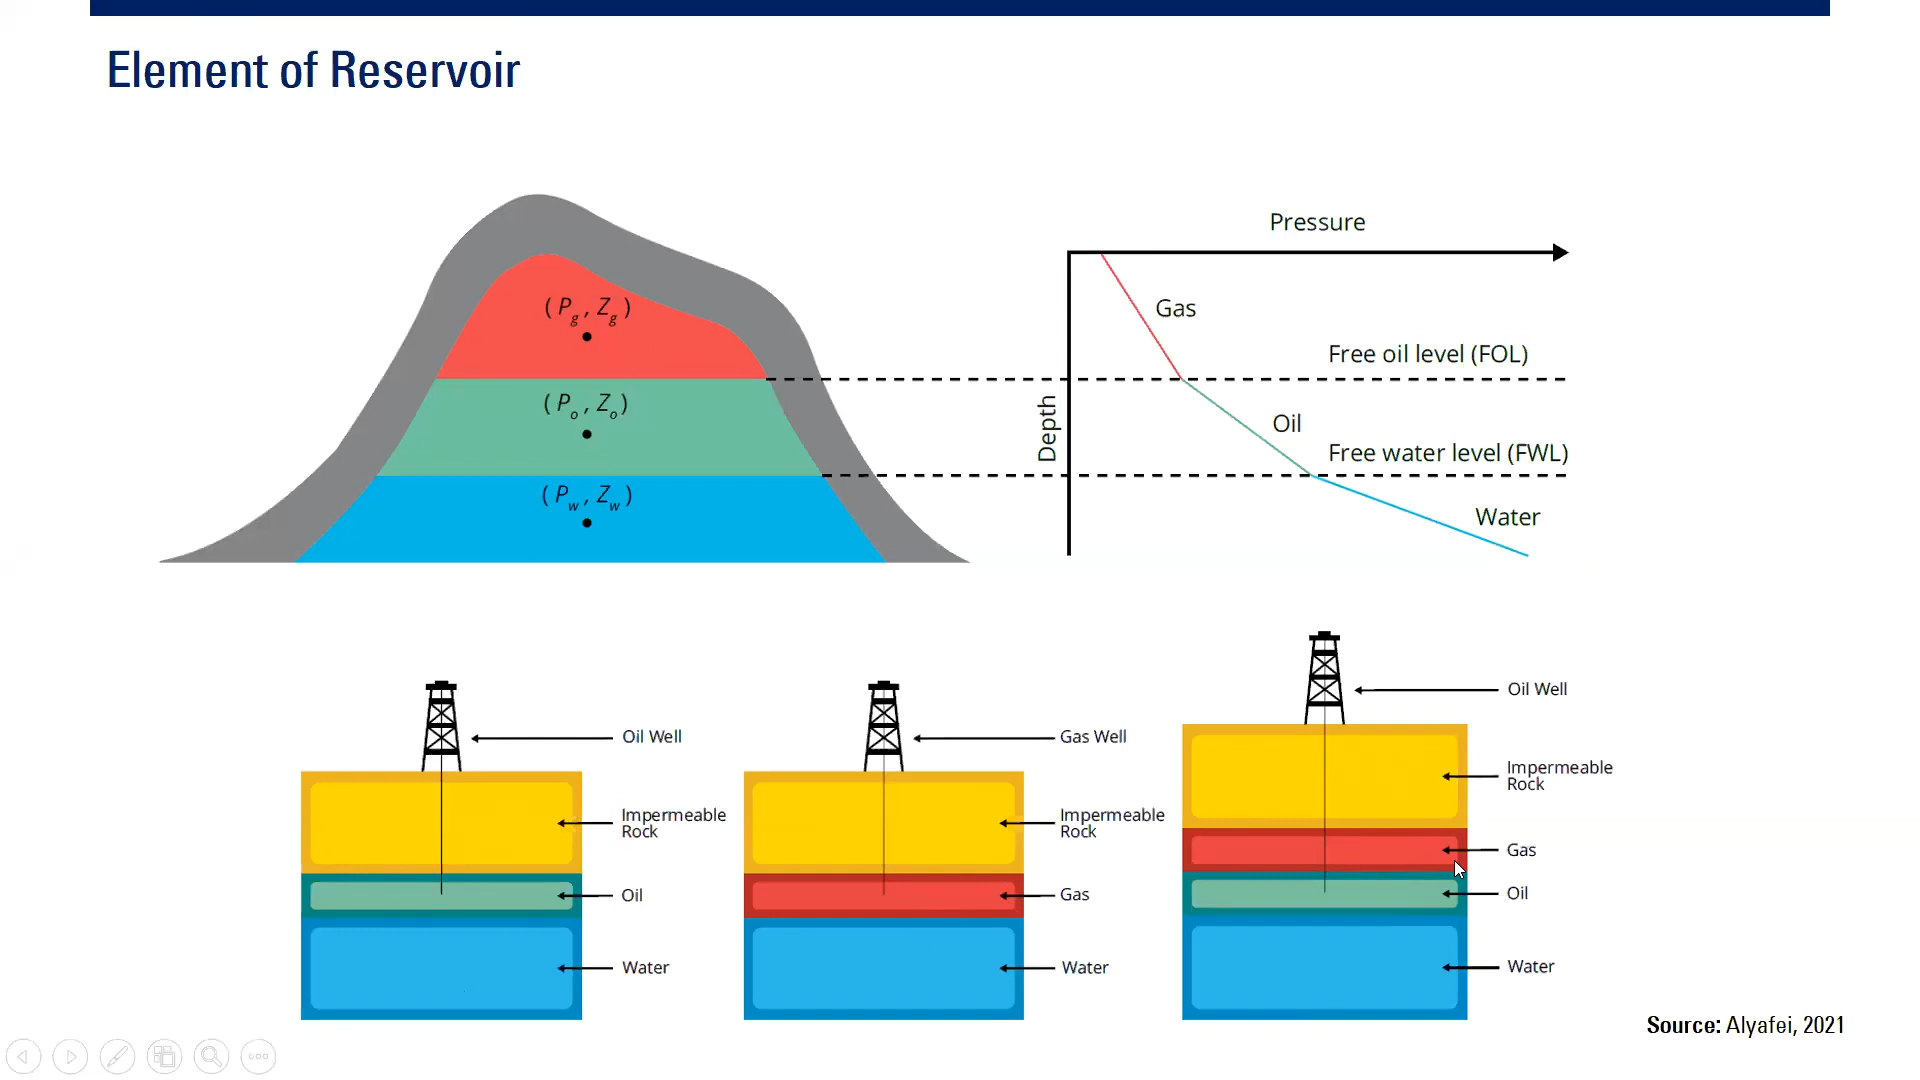 Element of Reservoir
Pressure
( Pg , Zg )
Gas
Free oil level (FOL)
( Po , Zo )
Depth
Oil
Free water level (FWL)
( Pw , Zw )
Water
Oil Well
Impermeable
Rock
Oil
Water
Gas Well
Impermeable
Rock
Gas
Water
Oil Well
Impermeable
Rock
Gas
Oil
Water
Source: Alyafei, 2021